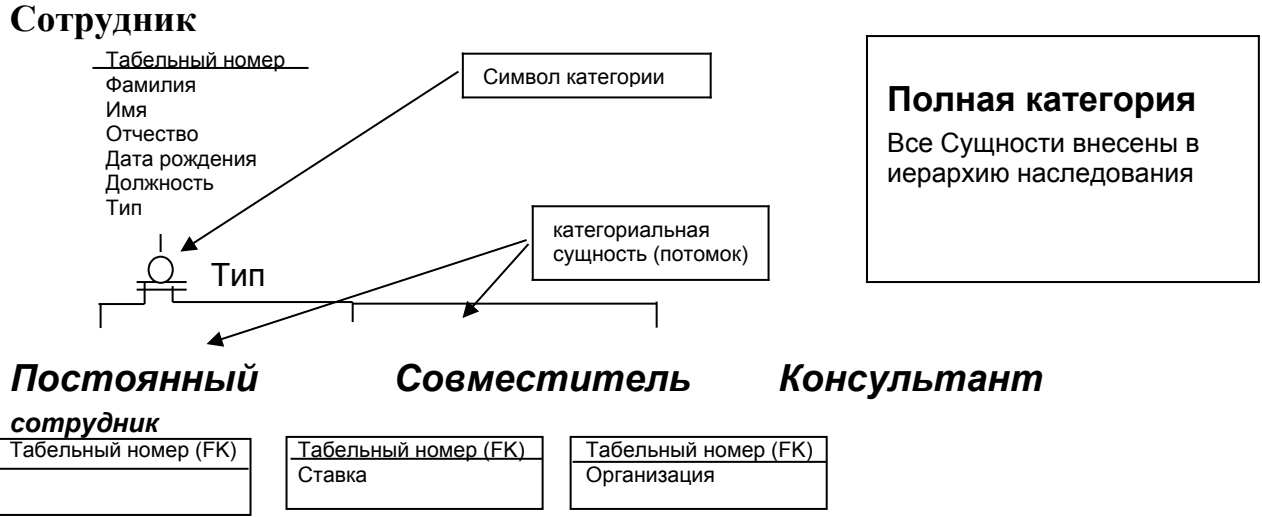 Сотрудник
Табельный номер
Фамилия
Имя
Отчество
Дата рождения
Должность
Тип
Символ категории
Полная категория
Все Сущности внесены в
иерархию наследования
категориальная
сущность (потомок)
Тип
Постоянный
сотрудник
Совместитель
Консультант
Табельный номер (FK)
Табельный номер (FK)
Ставка
Табельный номер (FK)
Организация